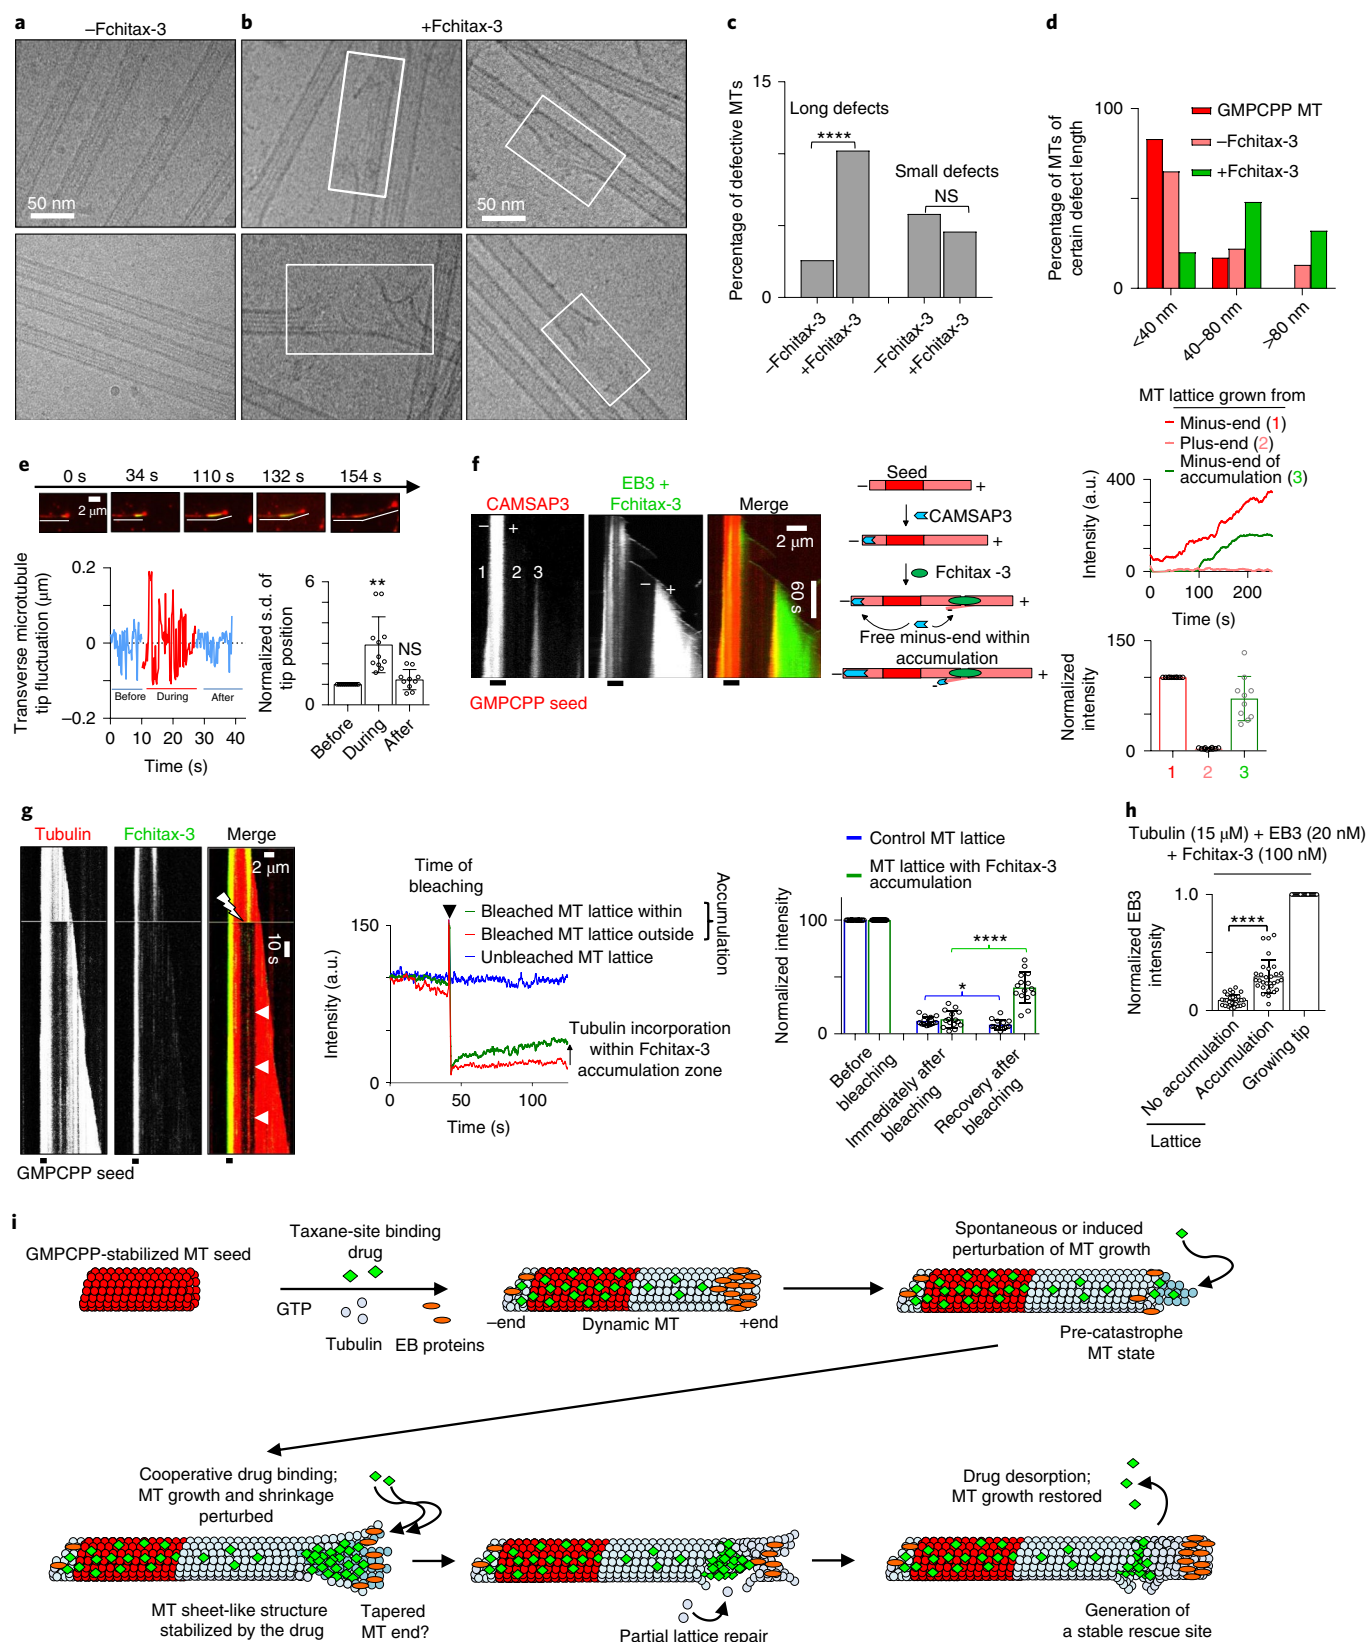 a
–Fchitax-3
50 nm
b
+Fchitax-3
50 nm
c
Percentage of defective MTs
15
0
Long defects
****
Small defects
NS
–Fchitax-3
+Fchitax-3
–Fchitax-3
+Fchitax-3
d
Percentage of MTs of
certain defect length
100
0
GMPCPP MT
–Fchitax-3
+Fchitax-3
<40 nm
40–80 nm
>80 nm
e
0 s
34 s
110 s
132 s
154 s
2 µm
Transverse microtubule
tip fluctuation (µm)
0.2
0
–0.2
Before
During
After
0
10
20
30
40
Time (s)
Normalized s.d. of
tip position
6
0
**
NS
Before
During
After
f
CAMSAP3
EB3 +
Fchitax-3
Merge
–
+
1
2
3
–
+
2 µm
60 s
GMPCPP seed
Seed
–
+
CAMSAP3
–
+
Fchitax -3
–
+
Free minus-end within
accumulation
–
+
-
MT lattice grown from
Minus-end (1)
Plus-end (2)
Minus-end of
accumulation (3)
Intensity (a.u.)
400
0
0
100
200
Time (s)
Normalized
intensity
150
0
1
2
3
g
Tubulin
Fchitax-3
Merge
2 µm
10 s
GMPCPP seed
Time of
bleaching
Bleached MT lattice within
Bleached MT lattice outside
Unbleached MT lattice
Accumulation
Intensity (a.u.)
150
0
Tubulin incorporation
within Fchitax-3
accumulation zone
0
50
100
Time (s)
Control MT lattice
MT lattice with Fchitax-3
accumulation
Normalized intensity
100
0
****
*
Before
bleaching
Immediately after
bleaching
Recovery after
bleaching
h
Tubulin (15 µM) + EB3 (20 nM)
+ Fchitax-3 (100 nM)
Normalized EB3
intensity
1.0
0
****
No accumulation
Accumulation
Growing tip
Lattice
i
GMPCPP-stabilized MT seed
Taxane-site binding
drug
GTP
Tubulin
EB proteins
–end
Dynamic MT
+end
Spontaneous or induced
perturbation of MT growth
Pre-catastrophe
MT state
Cooperative drug binding;
MT growth and shrinkage
perturbed
MT sheet-like structure
stabilized by the drug
Tapered
MT end?
Partial lattice repair
Drug desorption;
MT growth restored
Generation of
a stable rescue site